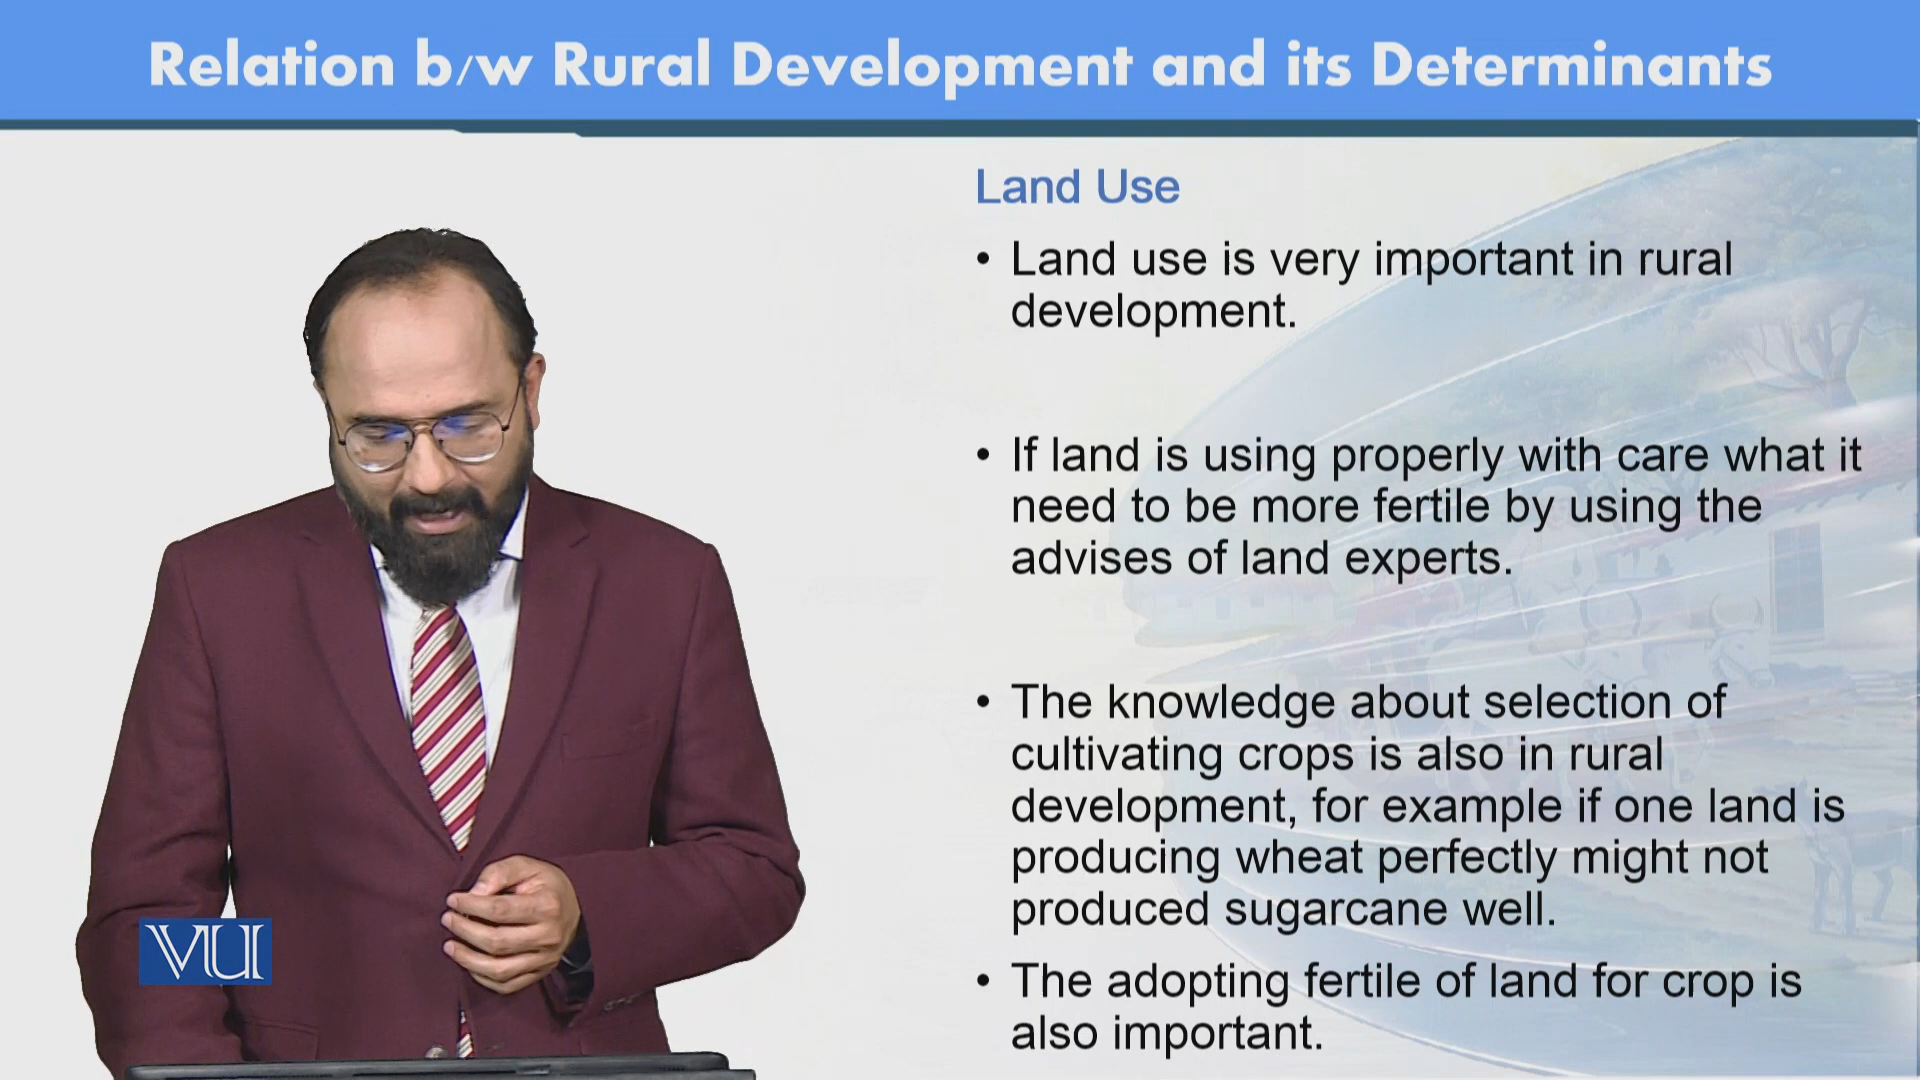 Relation b/w Rural Development and its Determinants
Land Use
• Land use is very important in rural
development.
• If land is using properly with care what it
need to be more fertile by using the
advises of land experts.
• The knowledge about selection of
cultivating crops is also in rural
development, for example if one land is
producing wheat perfectly might not
produced sugarcane well.
• The adopting fertile of land for crop is
also important.
VU